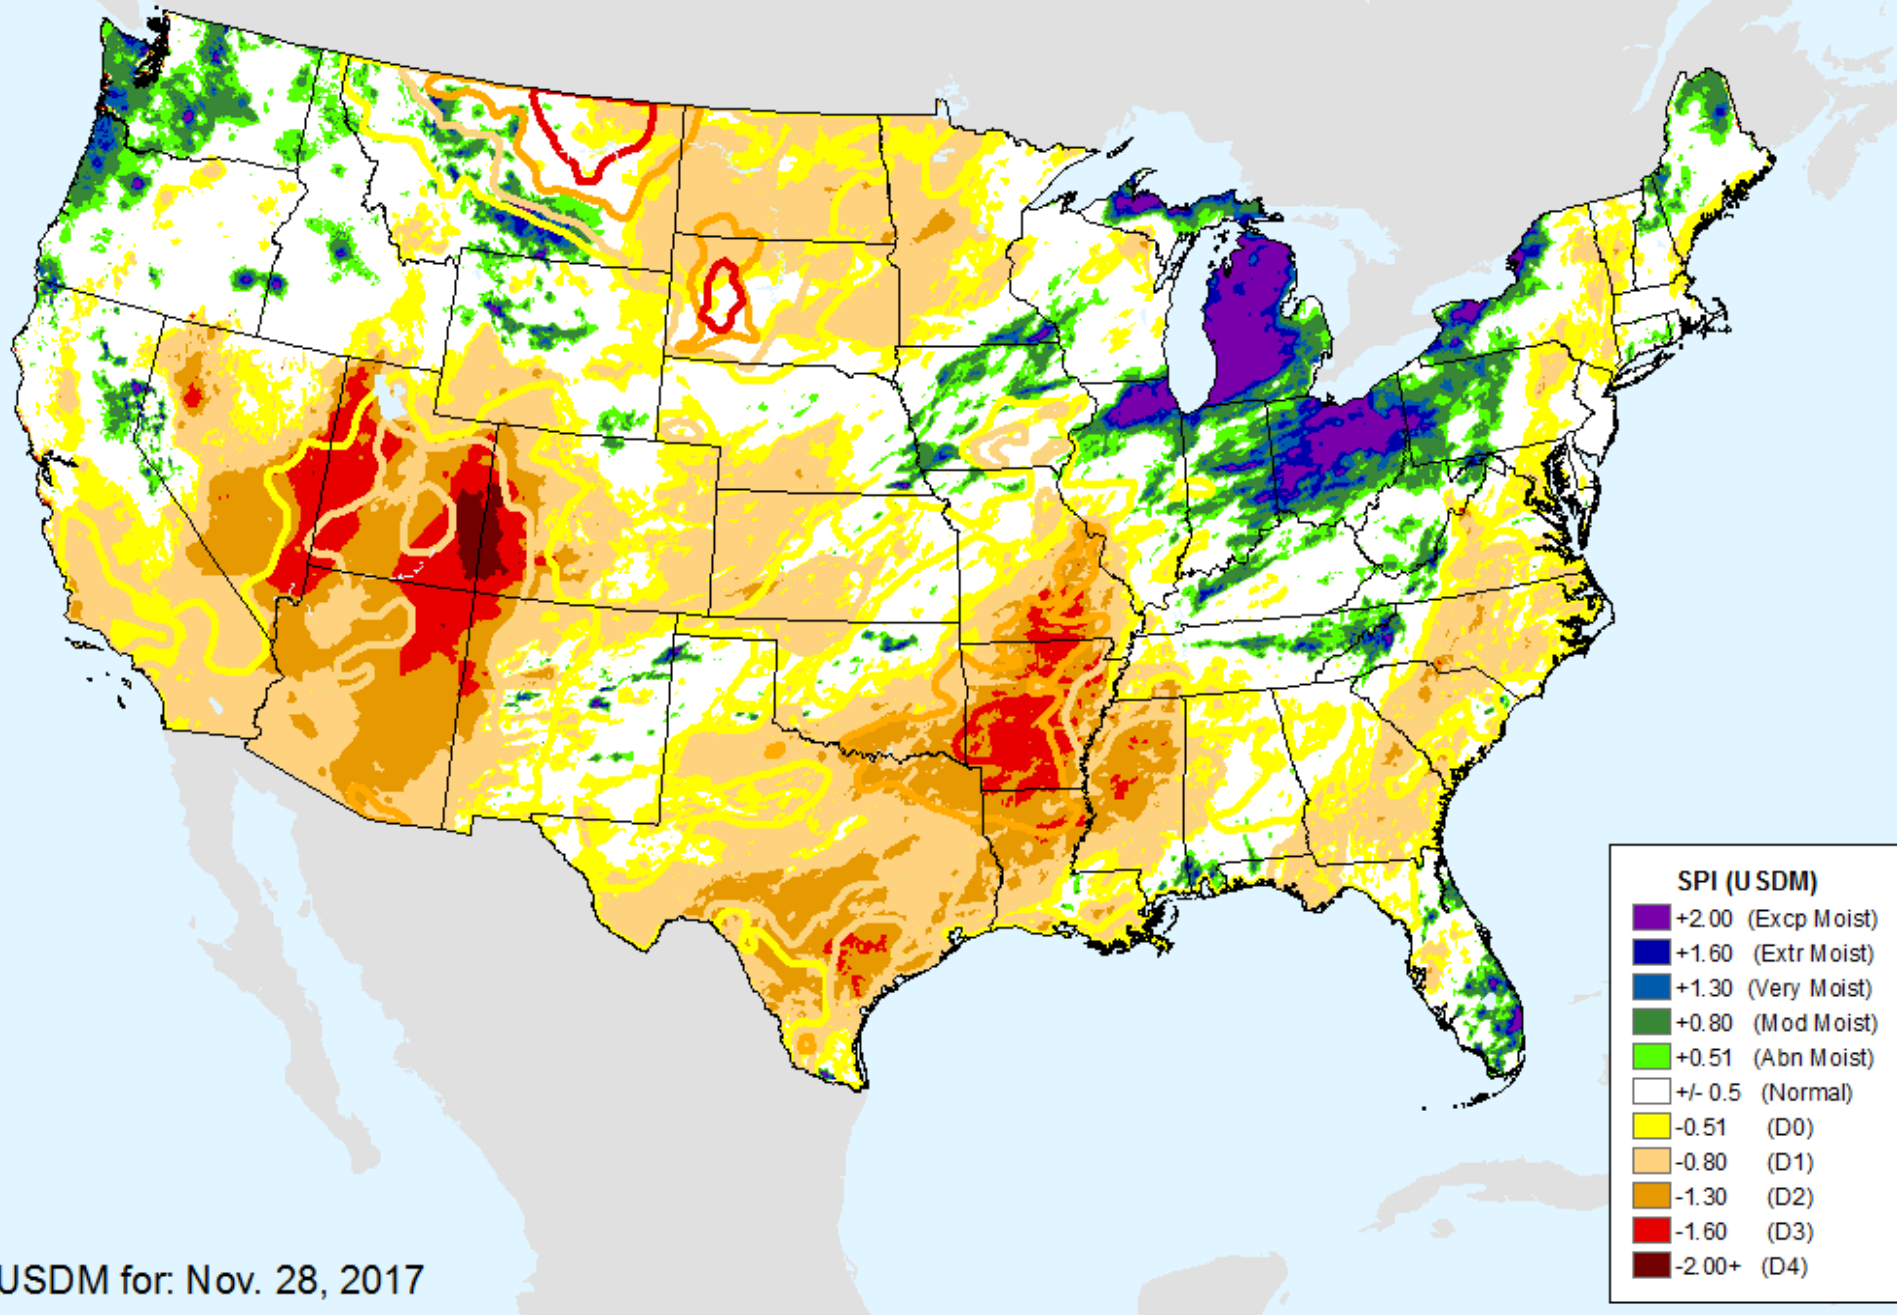 SPI (USDM)
+2.00 (Excp Moist)
+1.60 (Extr Moist)
+1.30 (Very Moist)
+0.80 (Mod Moist)
+0.51 (Abn Moist)
+/- 0.5 (Normal)
-0.51 (D0)
-0.80 (D1)
-1.30 (D2)
-1.60 (D3)
-2.00+ (D4)
USDM for: Nov. 28, 2017